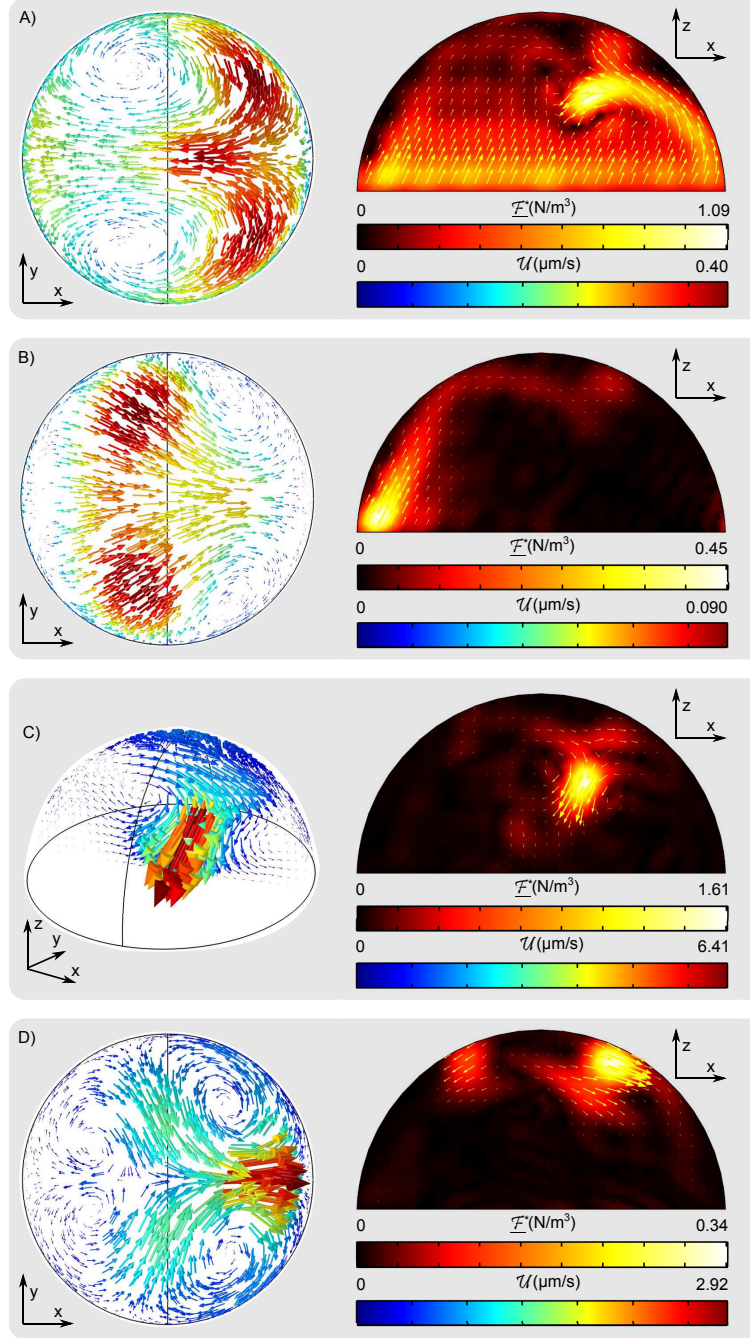 A)
z
x
y
x
0 𝓕*(N/m³) 1.09
0 𝒰(µm/s) 0.40
B)
z
x
y
x
0 𝓕*(N/m³) 0.45
0 𝒰(µm/s) 0.090
C)
z
x
z
y
x
0 𝓕*(N/m³) 1.61
0 𝒰(µm/s) 6.41
D)
z
x
y
x
0 𝓕*(N/m³) 0.34
0 𝒰(µm/s) 2.92